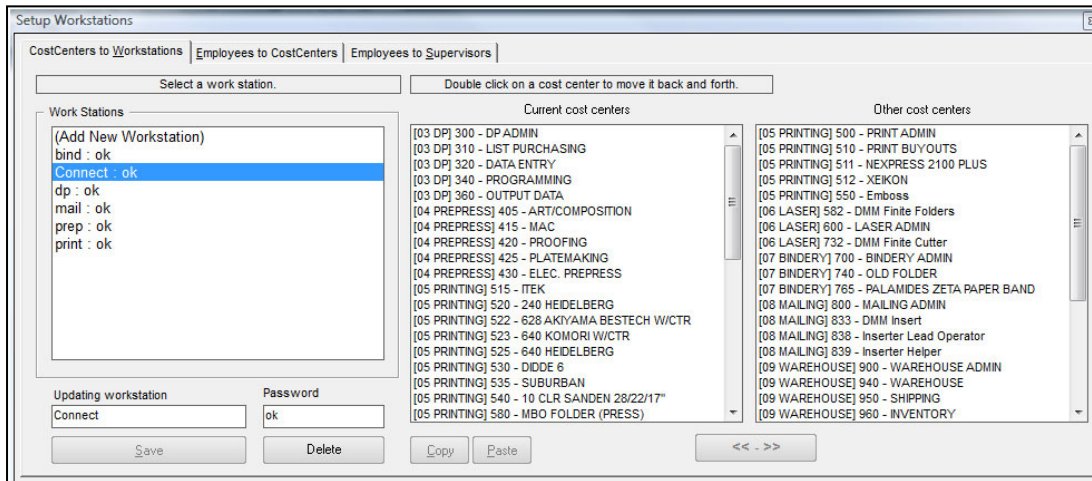 Setup Workstations
CostCenters to Workstations
Employees to CostCenters
Employees to Supervisors
Select a work station.
Double click on a cost center to move it back and forth.
Work Stations
(Add New Workstation)
bind : ok
Connect : ok
dp : ok
mail : ok
prep : ok
print : ok
Updating workstation
Password
Connect
ok
Save
Delete
Current cost centers
[03 DP] 300 - DP ADMIN
[03 DP] 310 - LIST PURCHASING
[03 DP] 320 - DATA ENTRY
[03 DP] 340 - PROGRAMMING
[03 DP] 360 - OUTPUT DATA
[04 PREPRESS] 405 - ART/COMPOSITION
[04 PREPRESS] 415 - MAC
[04 PREPRESS] 420 - PROOFING
[04 PREPRESS] 425 - PLATEMAKING
[04 PREPRESS] 430 - ELEC. PREPRESS
[05 PRINTING] 515 - ITEK
[05 PRINTING] 520 - 240 HEIDELBERG
[05 PRINTING] 522 - 628 AKIYAMA BESTECH W/CTR
[05 PRINTING] 523 - 640 KOMORI W/CTR
[05 PRINTING] 525 - 640 HEIDELBERG
[05 PRINTING] 530 - DIDDE 6
[05 PRINTING] 535 - SUBURBAN
[05 PRINTING] 540 - 10 CLR SANDEN 28/22/17"
[05 PRINTING] 580 - MBO FOLDER (PRESS)
Copy
Paste
Other cost centers
[05 PRINTING] 500 - PRINT ADMIN
[05 PRINTING] 510 - PRINT BUYOUTS
[05 PRINTING] 511 - NEXPRESS 2100 PLUS
[05 PRINTING] 512 - XEIKON
[05 PRINTING] 550 - Emboss
[06 LASER] 582 - DMM Finite Folders
[06 LASER] 600 - LASER ADMIN
[06 LASER] 732 - DMM Finite Cutter
[07 BINDERY] 700 - BINDERY ADMIN
[07 BINDERY] 740 - OLD FOLDER
[07 BINDERY] 765 - PALAMIDES ZETA PAPER BAND
[08 MAILING] 800 - MAILING ADMIN
[08 MAILING] 833 - DMM Insert
[08 MAILING] 838 - Inserter Lead Operator
[08 MAILING] 839 - Inserter Helper
[09 WAREHOUSE] 900 - WAREHOUSE ADMIN
[09 WAREHOUSE] 940 - WAREHOUSE
[09 WAREHOUSE] 950 - SHIPPING
[09 WAREHOUSE] 960 - INVENTORY
<< - >>